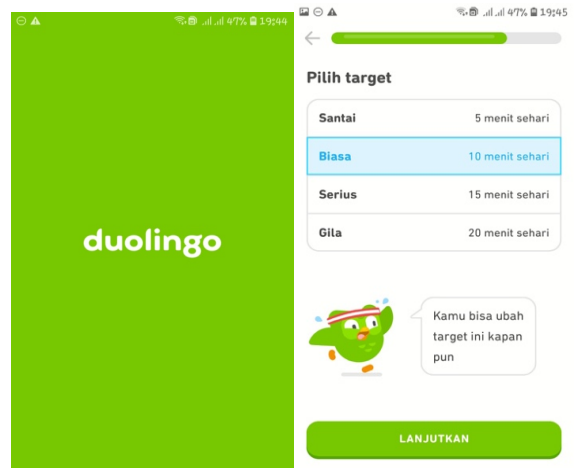 47% 19:44
duolingo
47% 19:45
Pilih target
Santai 5 menit sehari
Biasa 10 menit sehari
Serius 15 menit sehari
Gila 20 menit sehari
Kamu bisa ubah
target ini kapan
pun
LANJUTKAN